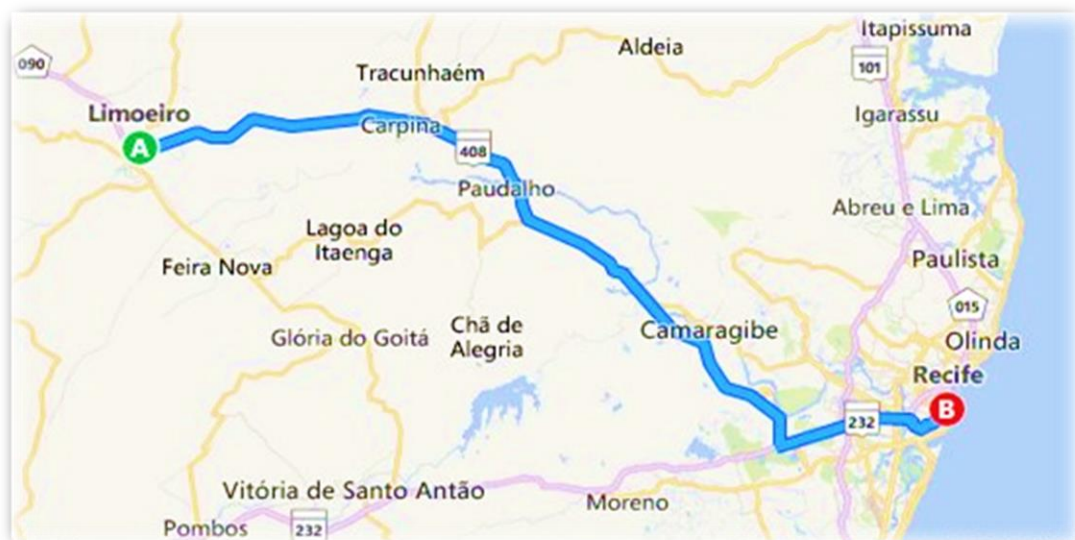 Itapissuma
Aldeia
090
101
Tracunhaém
Limoeiro
Igarassu
A
Carpina
408
Paudalho
Abreu e Lima
Lagoa do
Itaenga
Feira Nova
Paulista
015
Chã de
Alegria
Camaragibe
Glória do Goitá
Olinda
Recife
B
232
Vitória de Santo Antão
Moreno
Pombos
232